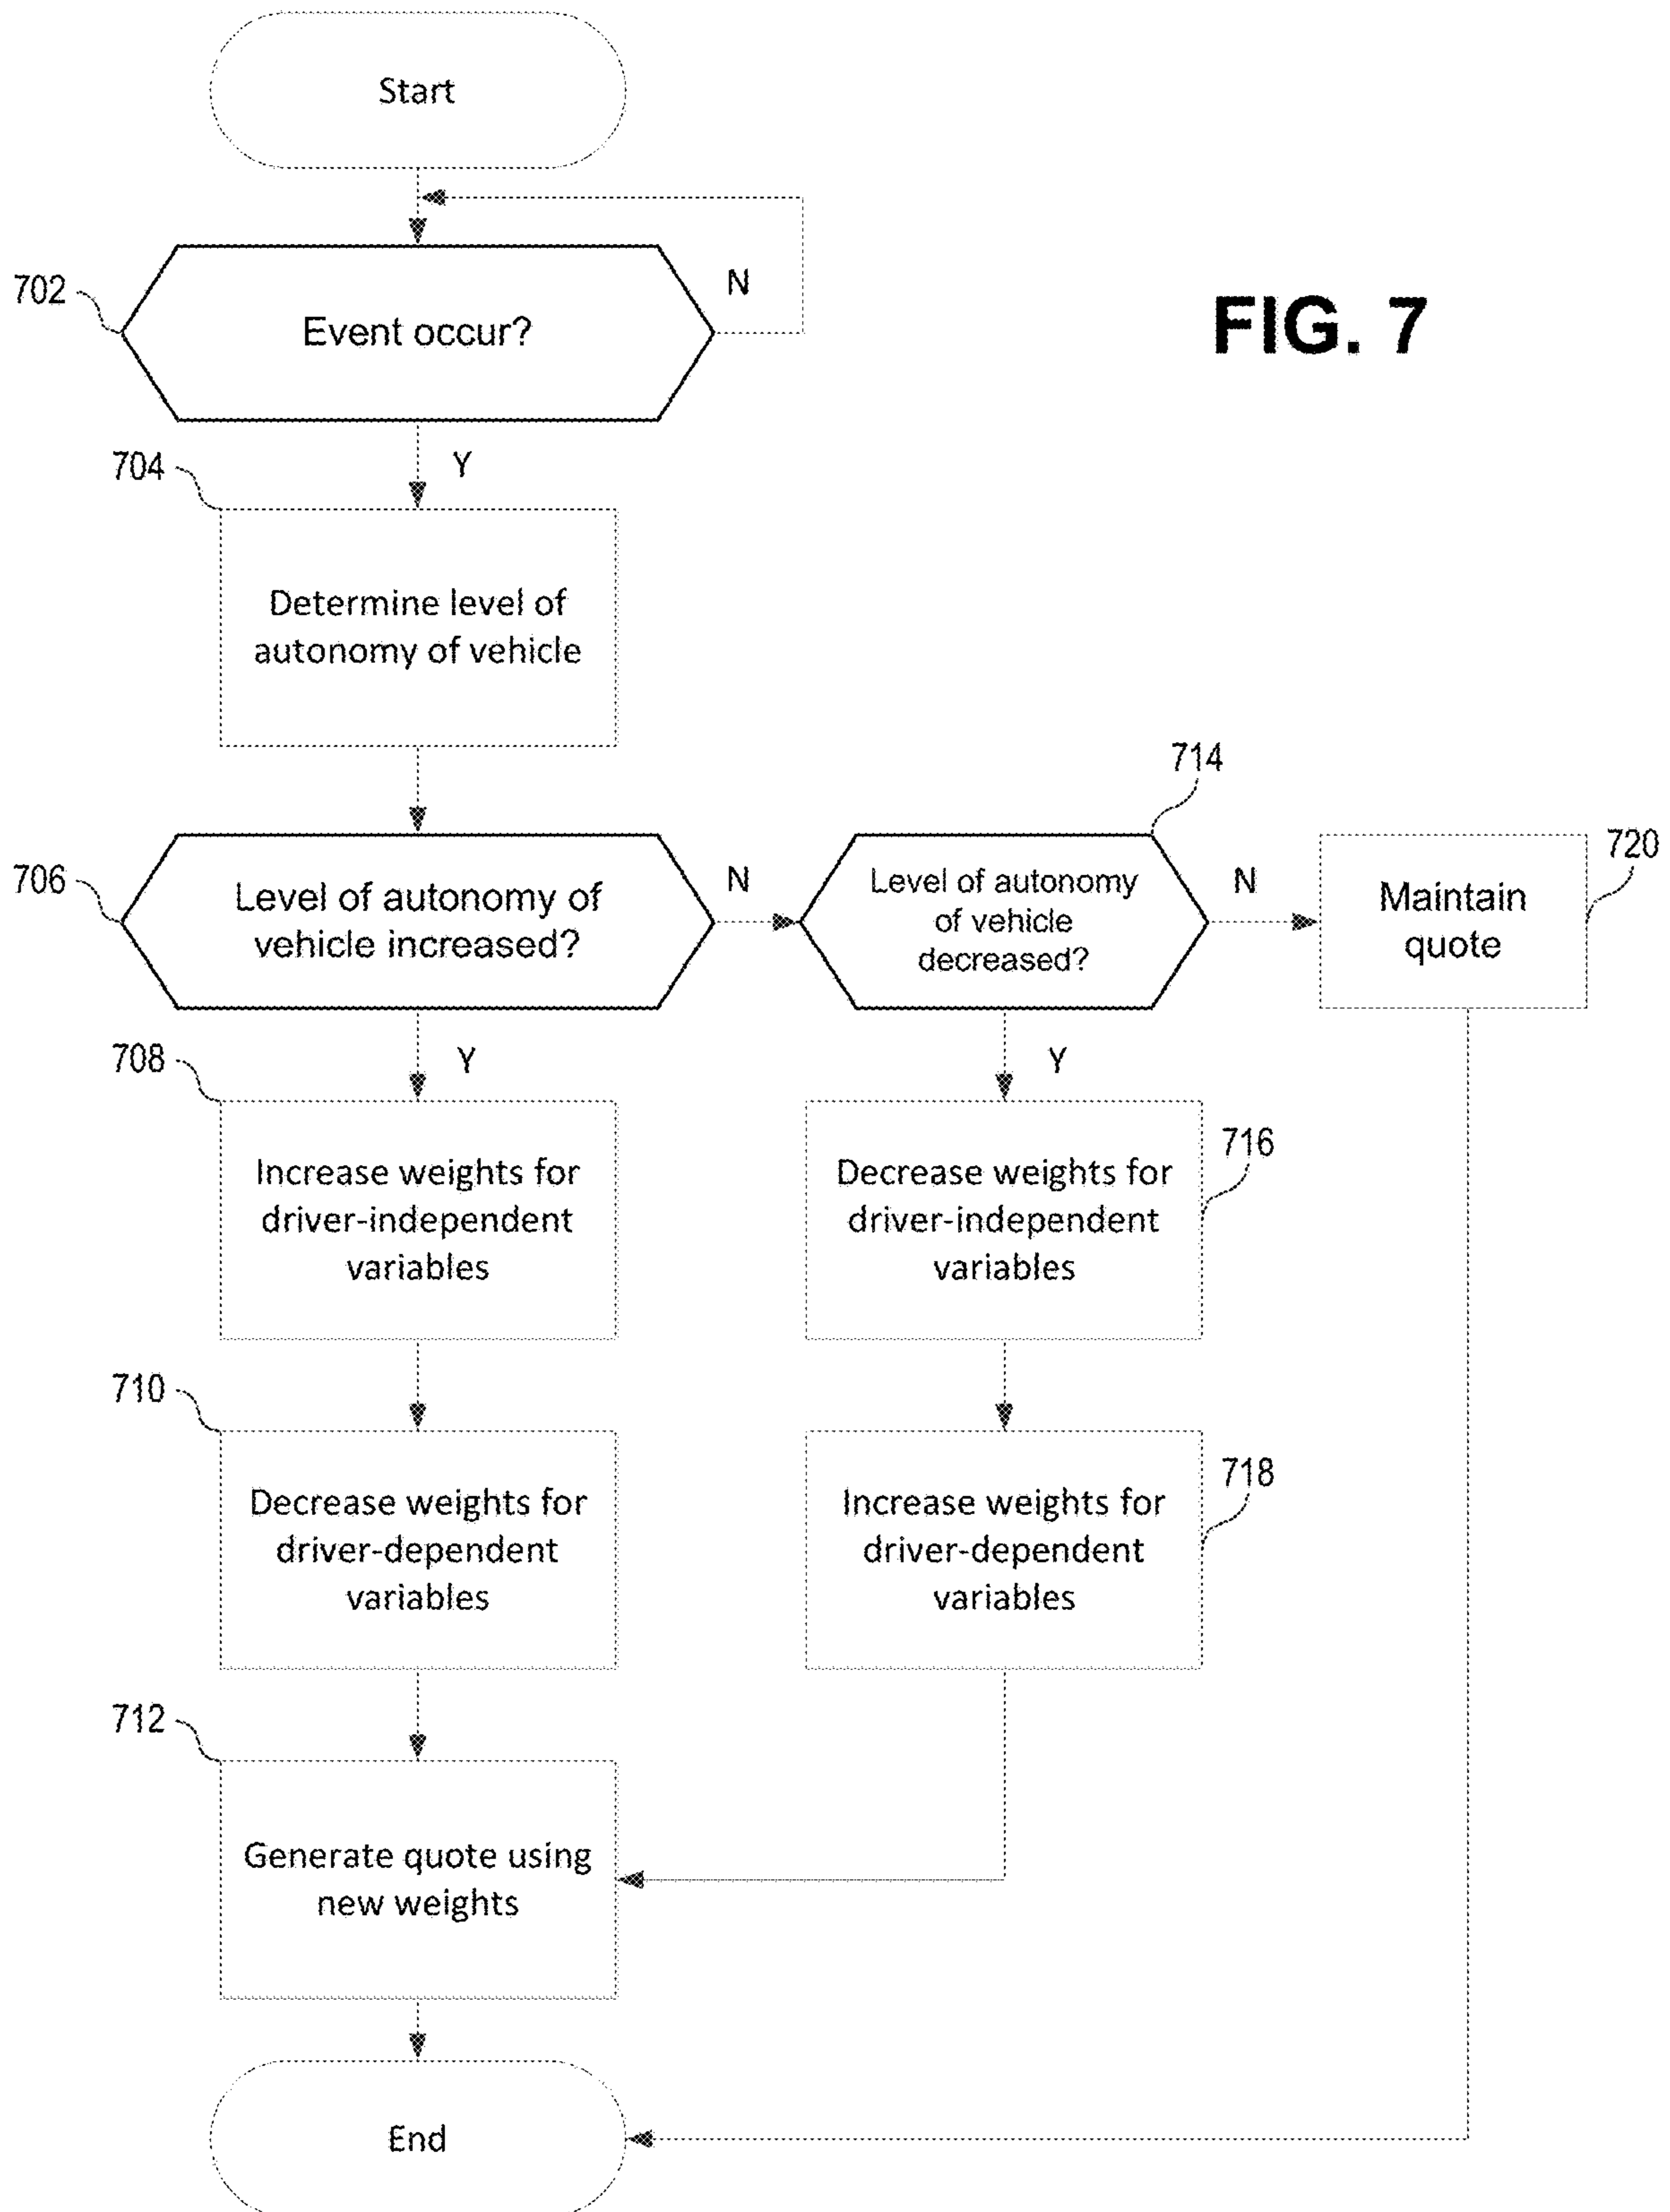 Start
FIG. 7
702
Event occur?
N
Y
704
Determine level of
autonomy of vehicle
706
Level of autonomy of
vehicle increased?
N
714
Level of autonomy
of vehicle
decreased?
N
720
Maintain
quote
Y
Y
708
Increase weights for
driver-independent
variables
716
Decrease weights for
driver-independent
variables
710
Decrease weights for
driver-dependent
variables
718
Increase weights for
driver-dependent
variables
712
Generate quote using
new weights
End